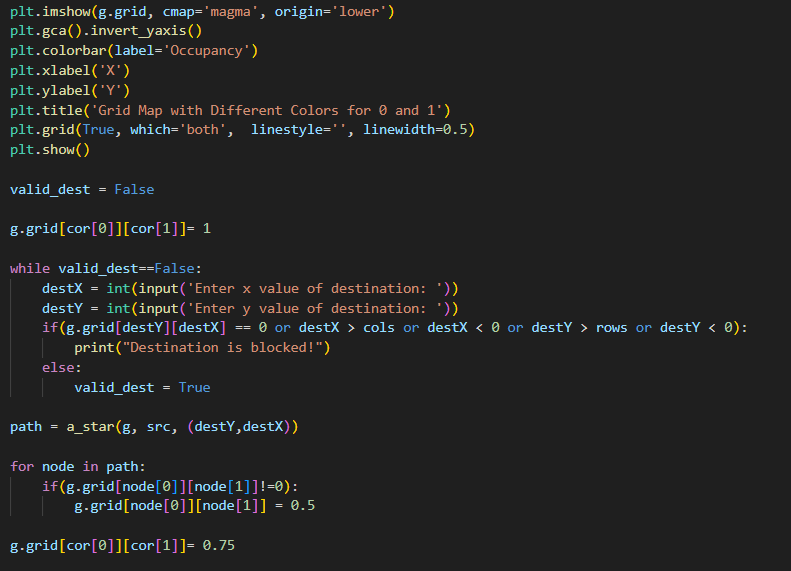 plt.imshow(g.grid, cmap='magma', origin='lower')
plt.gca().invert_yaxis()
plt.colorbar(label='Occupancy')
plt.xlabel('X')
plt.ylabel('Y')
plt.title('Grid Map with Different Colors for 0 and 1')
plt.grid(True, which='both',  linestyle='', linewidth=0.5)
plt.show()

valid_dest = False

g.grid[cor[0]][cor[1]]= 1

while valid_dest==False:
    destX = int(input('Enter x value of destination: '))
    destY = int(input('Enter y value of destination: '))
    if(g.grid[destY][destX] == 0 or destX > cols or destX < 0 or destY > rows or destY < 0):
        print("Destination is blocked!")
    else:
        valid_dest = True

path = a_star(g, src, (destY,destX))

for node in path:
    if(g.grid[node[0]][node[1]]!=0):
        g.grid[node[0]][node[1]] = 0.5

g.grid[cor[0]][cor[1]]= 0.75